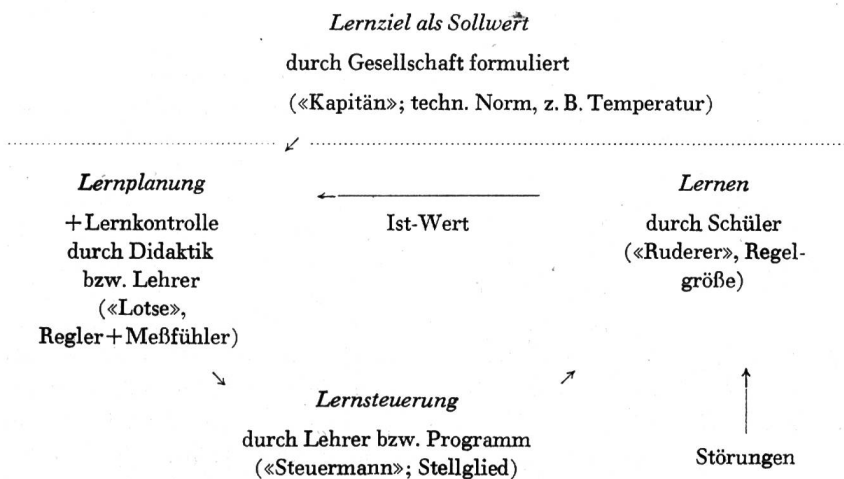 Lernziel als Sollwert
durch Gesellschaft formuliert
(«Kapitän»; techn. Norm, z. B. Temperatur)
Lernplanung
+Lernkontrolle
durch Didaktik
bzw. Lehrer
(«Lotse»,
Regler+Meßfühler)
Ist-Wert
Lernen
durch Schüler
(«Ruderer», Regel-
größe)
Lernsteuerung
durch Lehrer bzw. Programm
(«Steuermann»; Stellglied)
Störungen